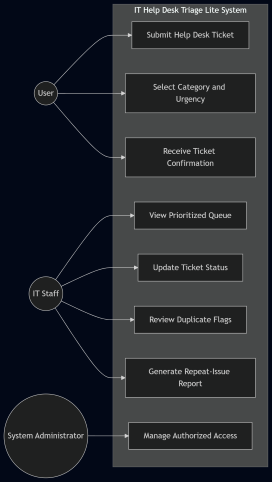 IT Help Desk Triage Lite System
Submit Help Desk Ticket
Select Category and
Urgency
User
Receive Ticket
Confirmation
View Prioritized Queue
Update Ticket Status
IT Staff
Review Duplicate Flags
Generate Repeat-Issue
Report
System Administrator
Manage Authorized Access